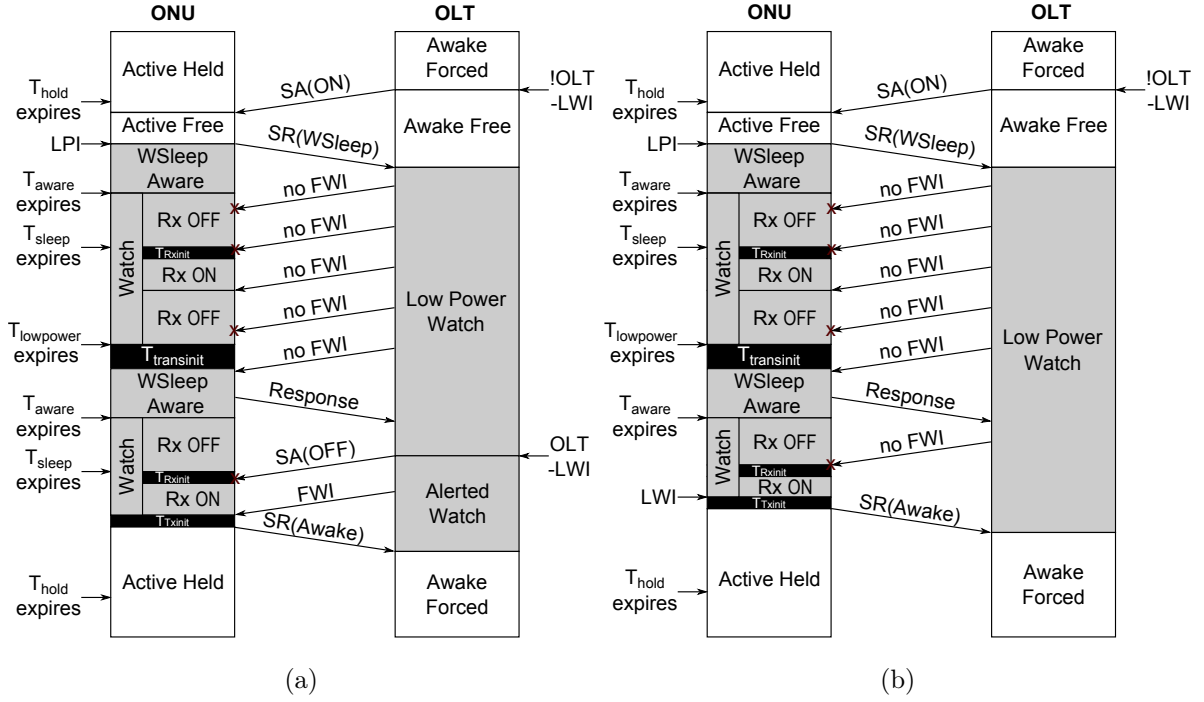 ONU
OLT
Active Held
Awake
Forced
T_hold
expires
SA(ON)
!OLT
-LWI
Active Free
Awake Free
LPI
SR(WSleep)
WSleep
Aware
T_aware
expires
no FWI
Watch
Rx OFF
T_sleep
expires
no FWI
T_Rxinit
Rx ON
no FWI
Rx OFF
no FWI
Low Power
Watch
T_lowpower
expires
T_transinit
no FWI
WSleep
Aware
Response
T_aware
expires
Watch
Rx OFF
SA(OFF)
OLT
-LWI
T_sleep
expires
T_Rxinit
Rx ON
FWI
Alerted
Watch
T_Txinit
SR(Awake)
Active Held
Awake
Forced
T_hold
expires
(a)
ONU
OLT
Active Held
Awake
Forced
T_hold
expires
SA(ON)
!OLT
-LWI
Active Free
Awake Free
LPI
SR(WSleep)
WSleep
Aware
T_aware
expires
no FWI
Watch
Rx OFF
T_sleep
expires
no FWI
T_Rxinit
Rx ON
no FWI
Rx OFF
no FWI
Low Power
Watch
T_lowpower
expires
T_transinit
no FWI
WSleep
Aware
Response
T_aware
expires
Watch
Rx OFF
no FWI
T_Rxinit
Rx ON
LWI
T_Txinit
SR(Awake)
Active Held
Awake
Forced
T_hold
expires
(b)